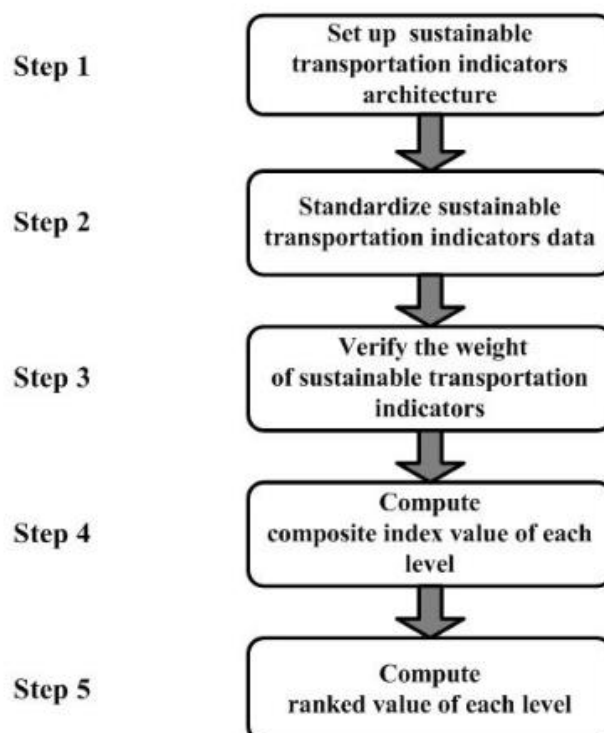 Step 1
Set up sustainable
transportation indicators
architecture
Step 2
Standardize sustainable
transportation indicators data
Step 3
Verify the weight
of sustainable transportation
indicators
Step 4
Compute
composite index value of each
level
Step 5
Compute
ranked value of each level